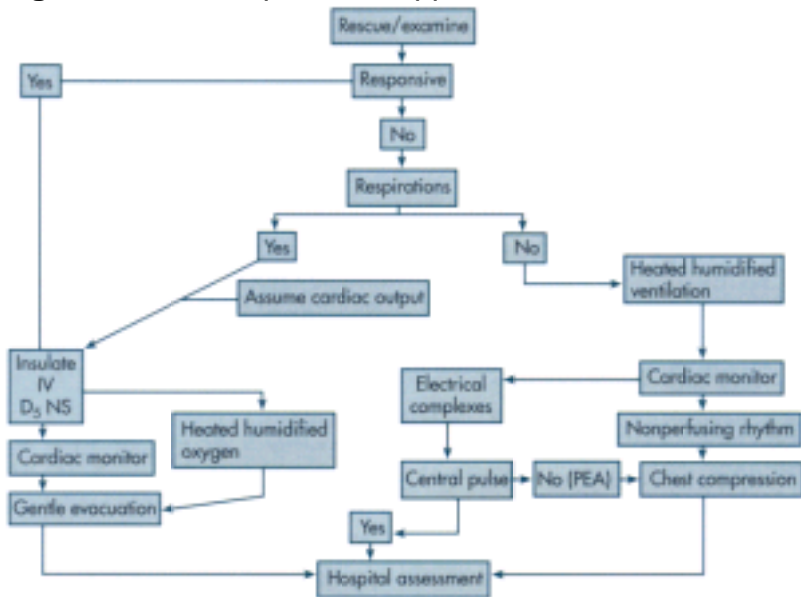 Rescue/examine
Yes
Responsive
No
Respirations
Yes
No
Heated humidified
ventilation
Assume cardiac output
Insulate
IV
D₅ NS
Electrical
complexes
Cardiac monitor
Heated humidified
oxygen
Nonperfusing rhythm
Cardiac monitor
Central pulse
No (PEA)
Chest compression
Gentle evacuation
Yes
Hospital assessment